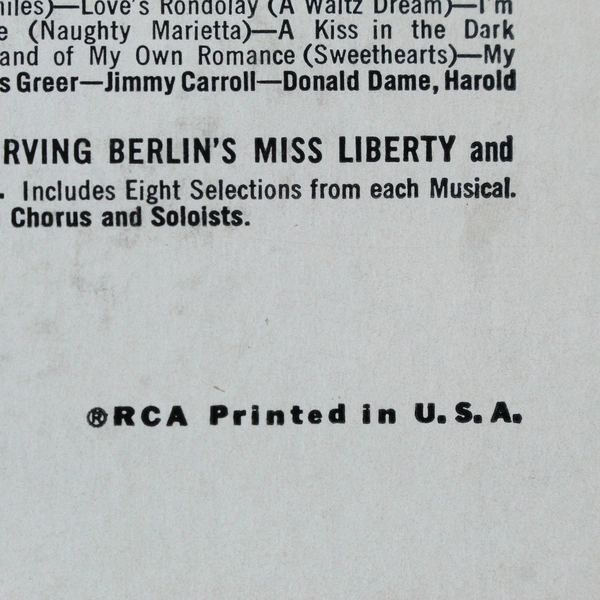 niles)—Love's Rondolay (A Waltz Dream)—I'm
e (Naughty Marietta)—A Kiss in the Dark
and of My Own Romance (Sweethearts)—My
s Greer—Jimmy Carroll—Donald Dame, Harold
RVING BERLIN'S MISS LIBERTY and
. Includes Eight Selections from each Musical.
Chorus and Soloists.
®RCA Printed in U.S.A.